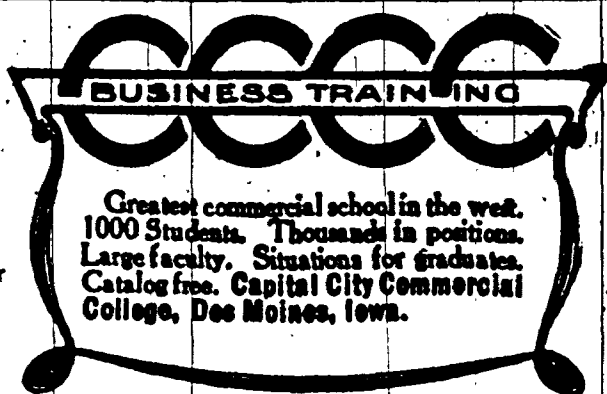 CCCC
BUSINESS TRAINING
Greatest commercial school in the west.
1000 Students. Thousands in positions.
Large faculty. Situations for graduates.
Catalog free. Capital City Commercial
College, Des Moines, Iowa.